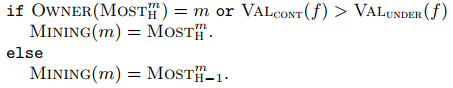 if OWNER(MOST_H^m) = m or VAL_CONT(f) > VAL_UNDER(f)
MINING(m) = MOST_H^m.
else
MINING(m) = MOST_{H−1}^m.